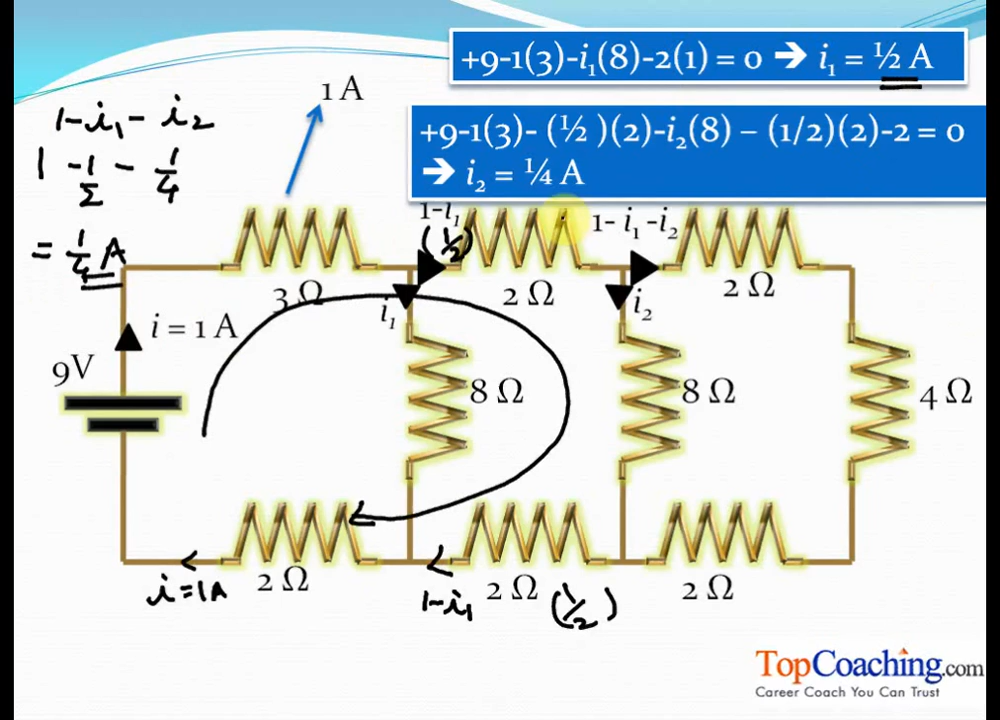 +9-1(3)-i₁(8)-2(1) = 0 ➔ i₁ = ½ A
+9-1(3)- (½ )(2)-i₂(8) – (1/2)(2)-2 = 0
➔ i₂ = ¼ A
1 A
1-i₁-i₂
1 -1/2 - 1/4
= 1/4 A
1-i₁
(1/2)
1- i₁ -i₂
3 Ω
2 Ω
2 Ω
i₁
i₂
i = 1 A
9V
8 Ω
8 Ω
4 Ω
i=1A
2 Ω
1-i₁
2 Ω
(1/2)
2 Ω
TopCoaching.com
Career Coach You Can Trust